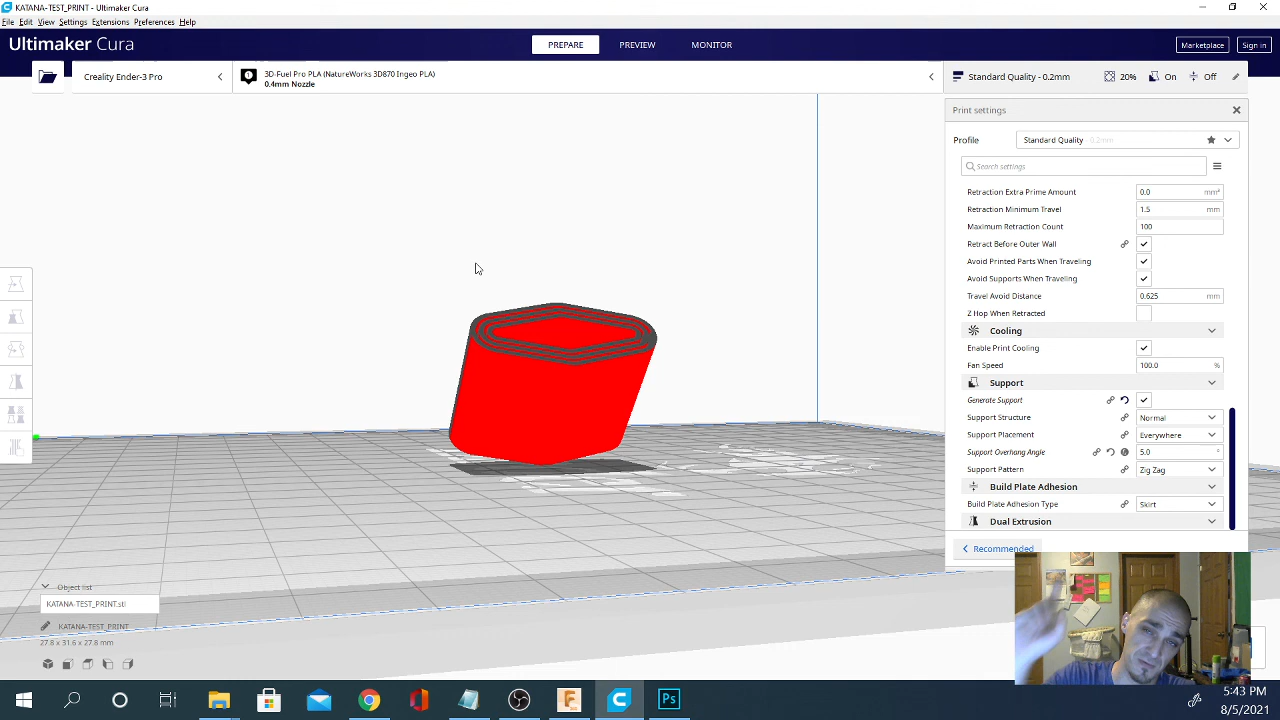 KATANA-TEST_PRINT - Ultimaker Cura
File Edit View Settings Extensions Preferences Help
Ultimaker Cura
PREPARE
PREVIEW
MONITOR
Marketplace
Sign in
Creality Ender-3 Pro
3D-Fuel Pro PLA (NatureWorks 3D870 Ingeo PLA)
0.4mm Nozzle
Standard Quality - 0.2mm
20%
On
Off
Print settings
Profile
Standard Quality 0.2mm
Search settings
Retraction Extra Prime Amount 0.0 mm³
Retraction Minimum Travel 1.5 mm
Maximum Retraction Count 100
Retract Before Outer Wall
Avoid Printed Parts When Traveling
Avoid Supports When Traveling
Travel Avoid Distance 0.625 mm
Z Hop When Retracted
Cooling
Enable Print Cooling
Fan Speed 100.0 %
Support
Generate Support
Support Structure Normal
Support Placement Everywhere
Support Overhang Angle 5.0 °
Support Pattern Zig Zag
Build Plate Adhesion
Build Plate Adhesion Type Skirt
Dual Extrusion
Recommended
Object list
KATANA-TEST_PRINT.stl
KATANA-TEST_PRINT
27.8 x 31.6 x 27.8 mm
Ps
5:43 PM
8/5/2021